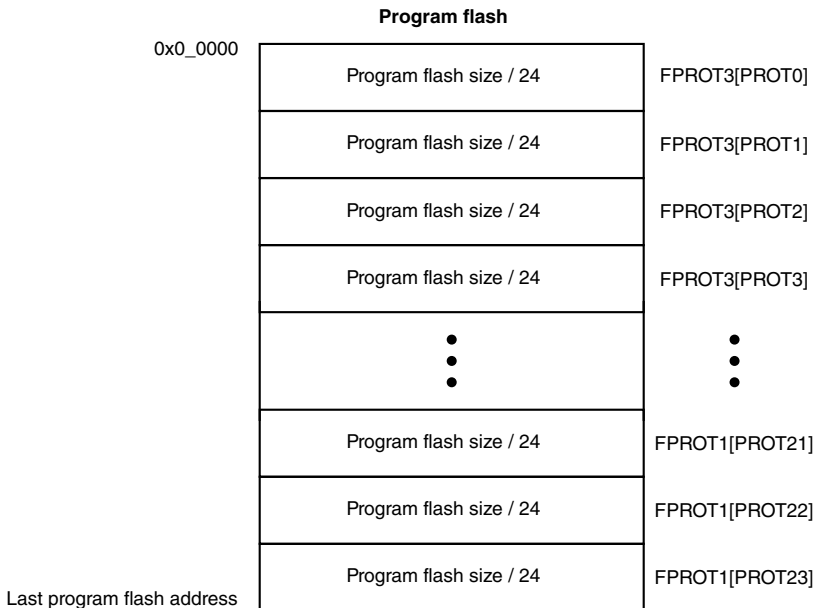 Program flash
0x0_0000
Program flash size / 24 FPROT3[PROT0]
Program flash size / 24 FPROT3[PROT1]
Program flash size / 24 FPROT3[PROT2]
Program flash size / 24 FPROT3[PROT3]
Program flash size / 24 FPROT1[PROT21]
Program flash size / 24 FPROT1[PROT22]
Program flash size / 24 FPROT1[PROT23]
Last program flash address